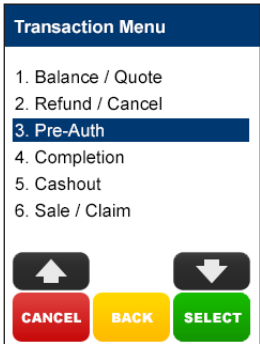 Transaction Menu
1. Balance / Quote
2. Refund / Cancel
3. Pre-Auth
4. Completion
5. Cashout
6. Sale / Claim
CANCEL BACK SELECT